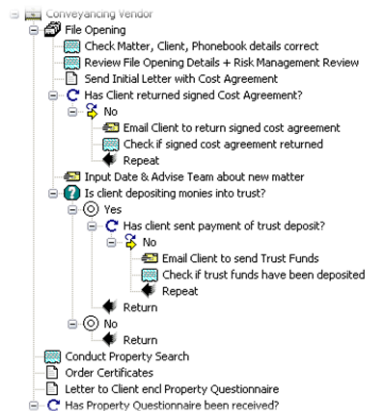 Conveyancing Vendor
File Opening
Check Matter, Client, Phonebook details correct
Review File Opening Details + Risk Management Review
Send Initial Letter with Cost Agreement
Has Client returned signed Cost Agreement?
No
Email Client to return signed cost agreement
Check if signed cost agreement returned
Repeat
Input Date & Advise Team about new matter
Is client depositing monies into trust?
Yes
Has client sent payment of trust deposit?
No
Email Client to send Trust Funds
Check if trust funds have been deposited
Repeat
Return
No
Return
Conduct Property Search
Order Certificates
Letter to Client encl Property Questionnaire
Has Property Questionnaire been received?